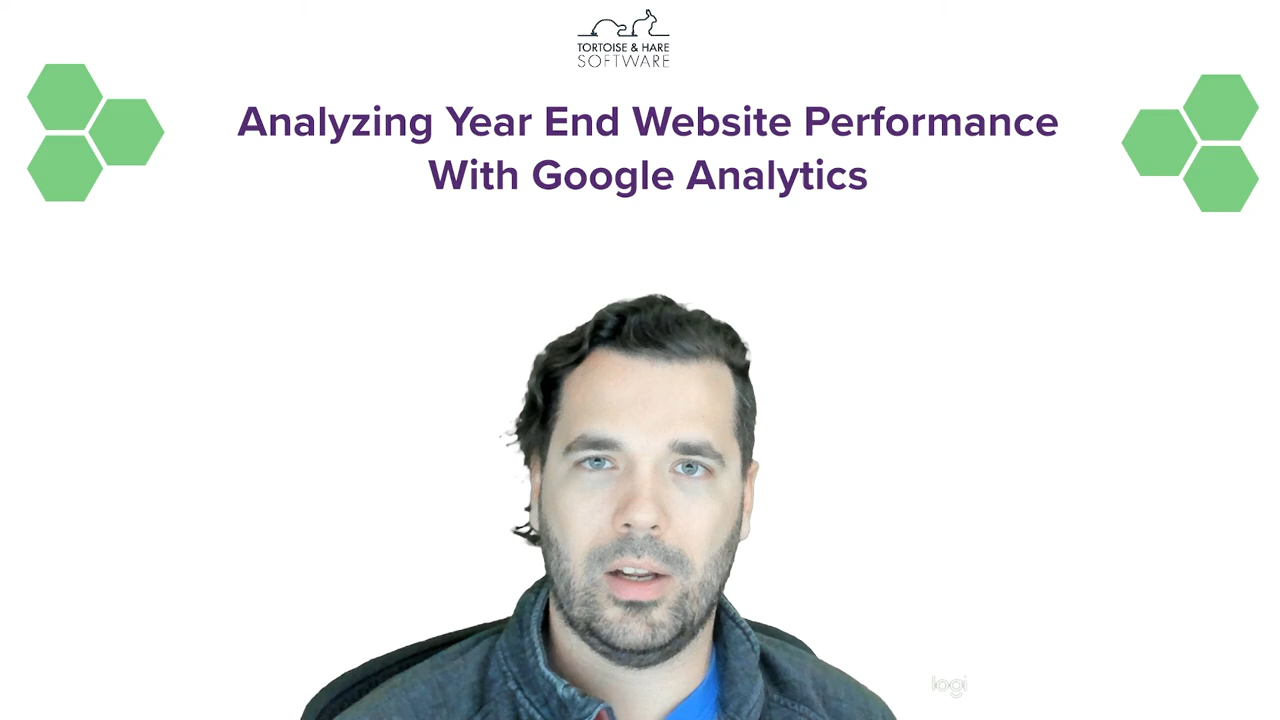 TORTOISE & HARE
SOFTWARE
Analyzing Year End Website Performance
With Google Analytics
logi